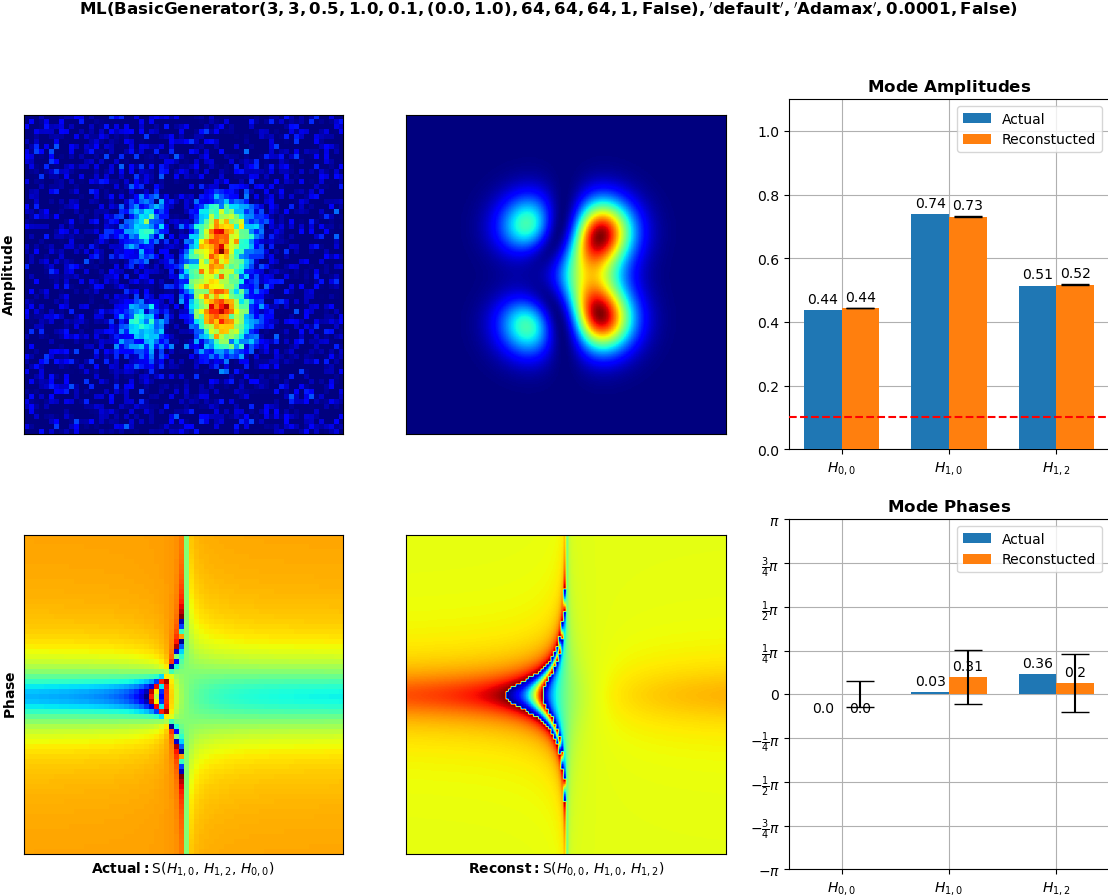 ML(BasicGenerator(3, 3, 0.5, 1.0, 0.1, (0.0, 1.0), 64, 64, 64, 1, False), 'default', 'Adamax', 0.0001, False)
Amplitude
Mode Amplitudes
Actual
Reconstucted
1.0
0.8
0.6
0.4
0.2
0.0
0.44 0.44
0.74 0.73
0.51 0.52
H0,0
H1,0
H1,2
Phase
Actual: S(H1,0, H1,2, H0,0)
Reconst: S(H0,0, H1,0, H1,2)
Mode Phases
Actual
Reconstucted
π
3/4π
1/2π
1/4π
0
−1/4π
−1/2π
−3/4π
−π
0.0 0.0
0.03 0.31
0.36 0.2
H0,0
H1,0
H1,2